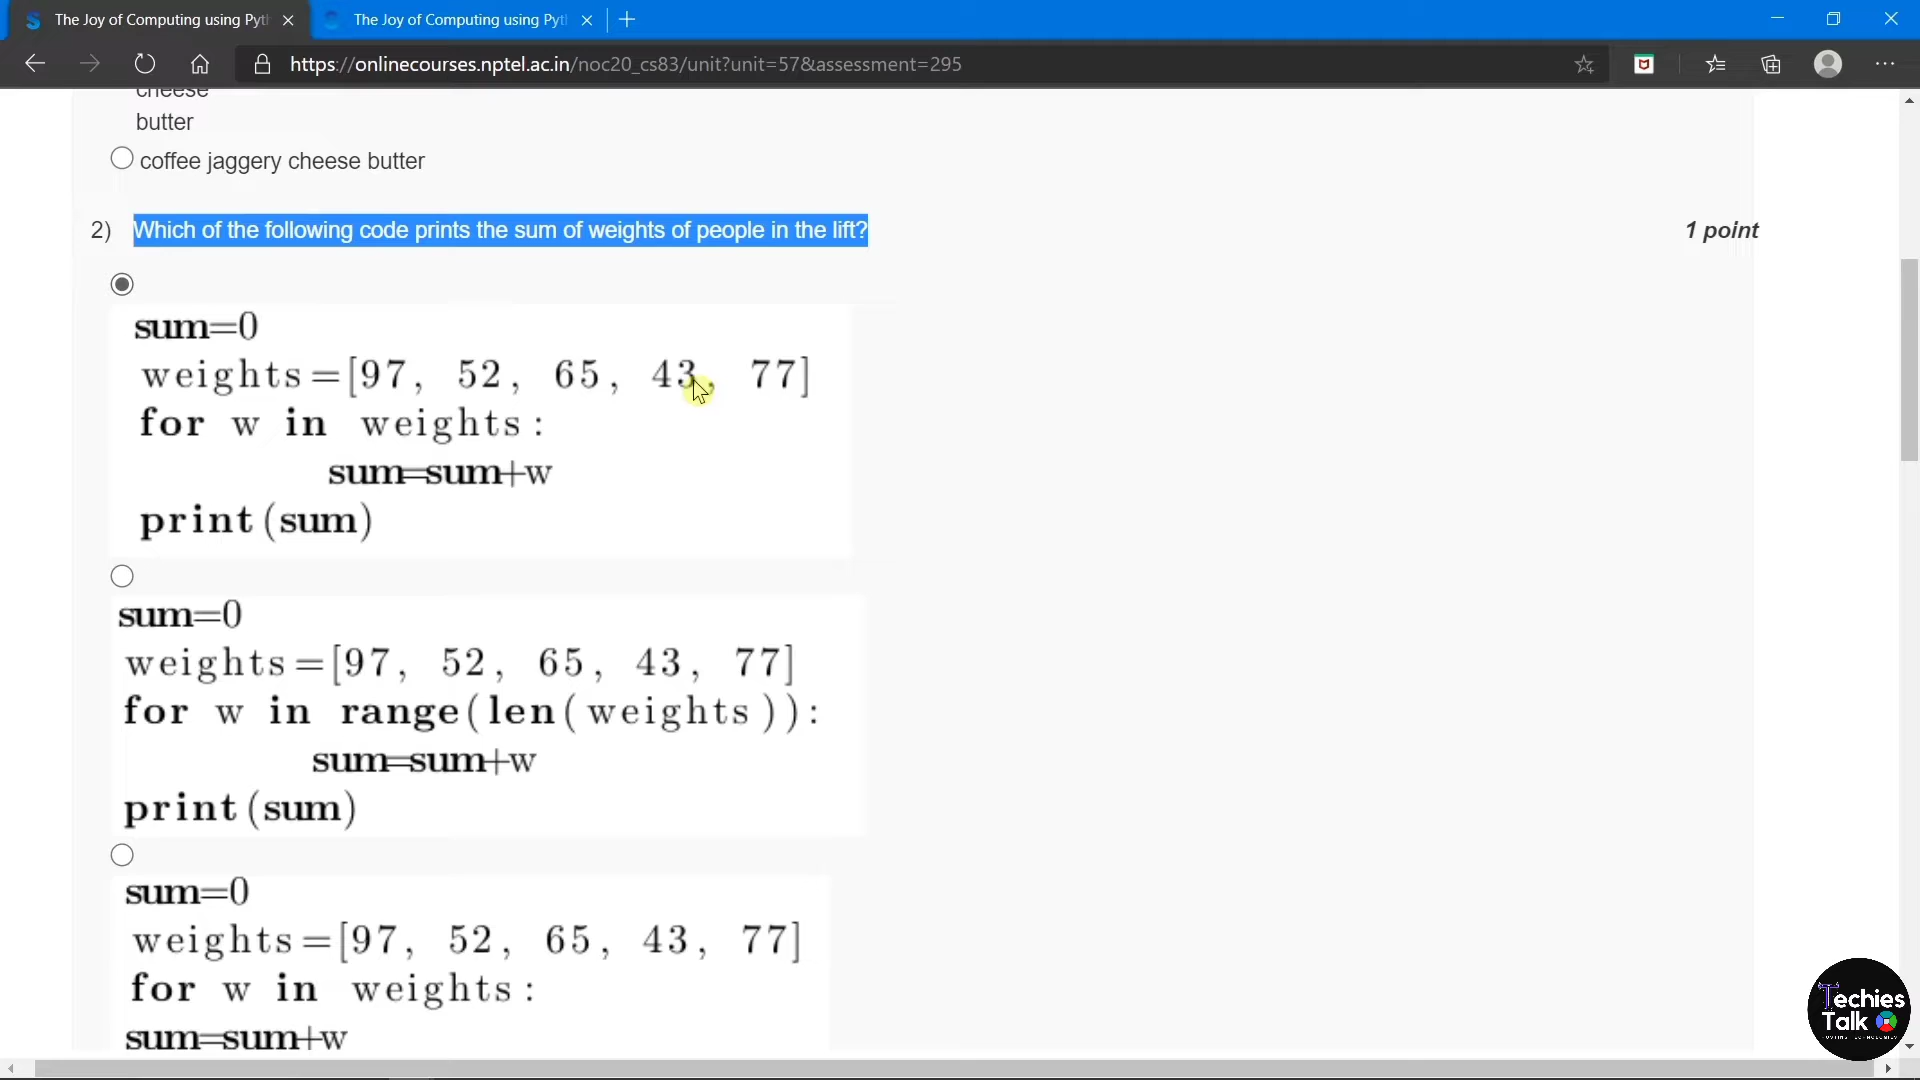 The Joy of Computing using Pyt
The Joy of Computing using Pyt
https://onlinecourses.nptel.ac.in/noc20_cs83/unit?unit=57&assessment=295
cheese
butter
coffee jaggery cheese butter
2) Which of the following code prints the sum of weights of people in the lift? 1 point
sum=0
weights=[97, 52, 65, 43, 77]
for w in weights:
sum=sum+w
print(sum)
sum=0
weights=[97, 52, 65, 43, 77]
for w in range(len(weights)):
sum=sum+w
print(sum)
sum=0
weights=[97, 52, 65, 43, 77]
for w in weights:
sum=sum+w
Techies
Talk